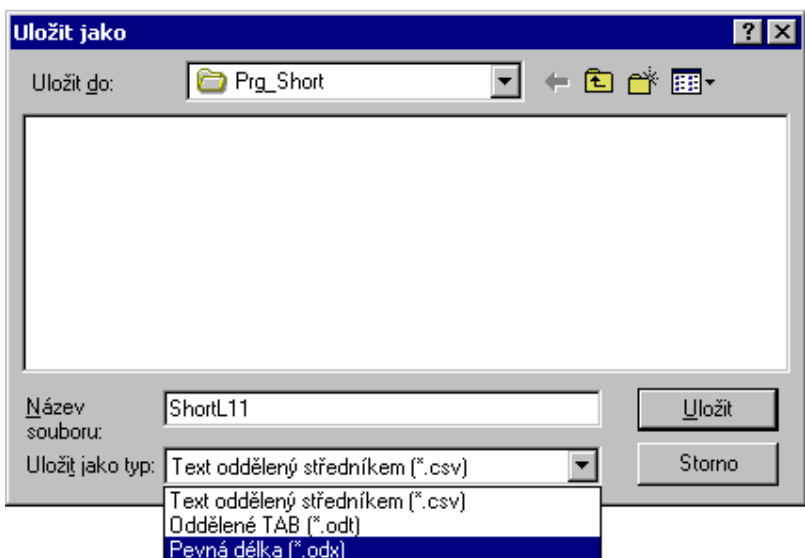 Uložit jako
Uložit do: Prg_Short
Název souboru: ShortL11 Uložit
Uložit jako typ: Text oddělený středníkem (*.csv) Storno
Text oddělený středníkem (*.csv)
Oddělené TAB (*.odt)
Pevná délka (*.odx)